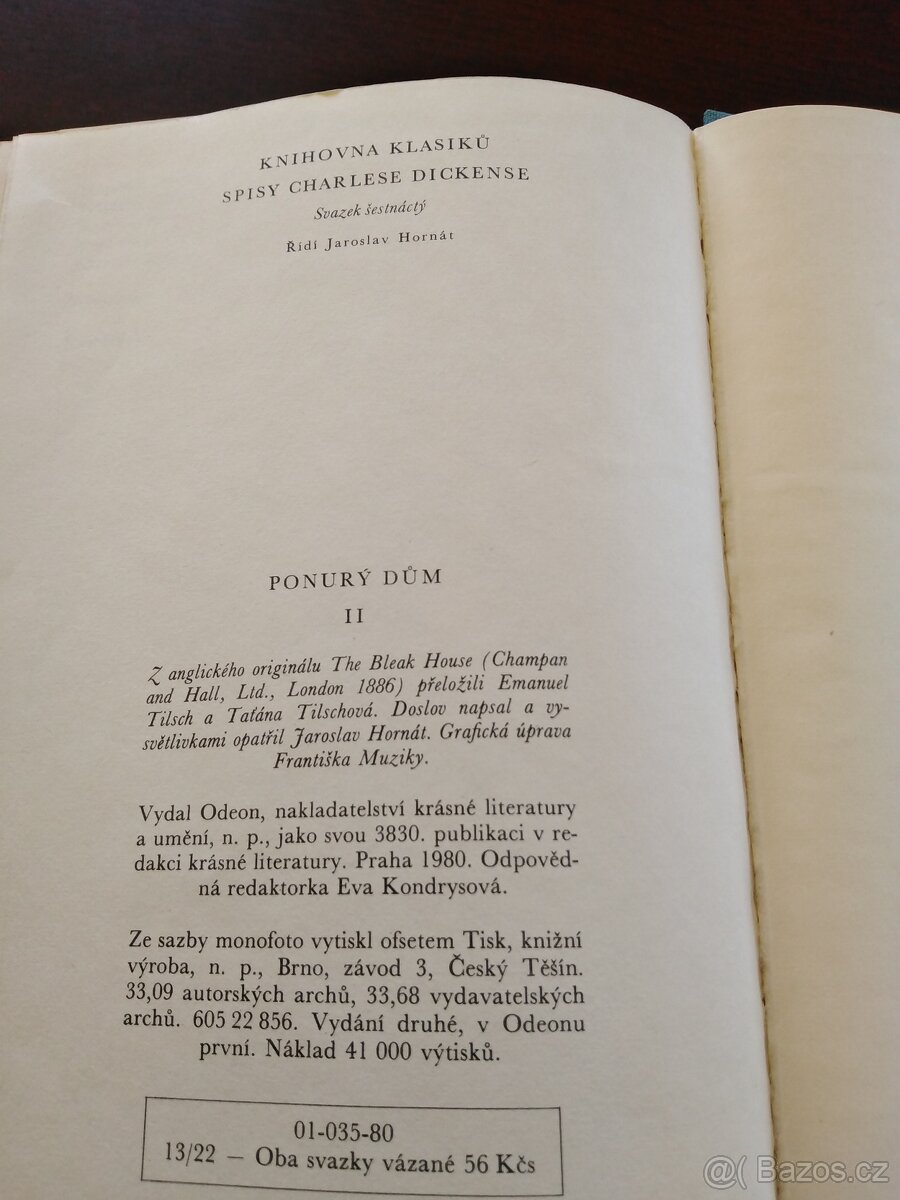 KNIHOVNA KLASIKŮ
SPISY CHARLESE DICKENSE
Svazek šestnáctý
Řídí Jaroslav Hornát
PONURÝ DŮM
II
Z anglického originálu The Bleak House (Champan
and Hall, Ltd., London 1886) přeložili Emanuel
Tilsch a Taťána Tilschová. Doslov napsal a vy-
světlivkami opatřil Jaroslav Hornát. Grafická úprava
Františka Muziky.
Vydal Odeon, nakladatelství krásné literatury
a umění, n. p., jako svou 3830. publikaci v re-
dakci krásné literatury. Praha 1980. Odpověd-
ná redaktorka Eva Kondrysová.
Ze sazby monofoto vytiskl ofsetem Tisk, knižní
výroba, n. p., Brno, závod 3, Český Těšín.
33,09 autorských archů, 33,68 vydavatelských
archů. 605 22 856. Vydání druhé, v Odeonu
první. Náklad 41 000 výtisků.
01-035-80
13/22 — Oba svazky vázané 56 Kčs
@( Bazos.cz